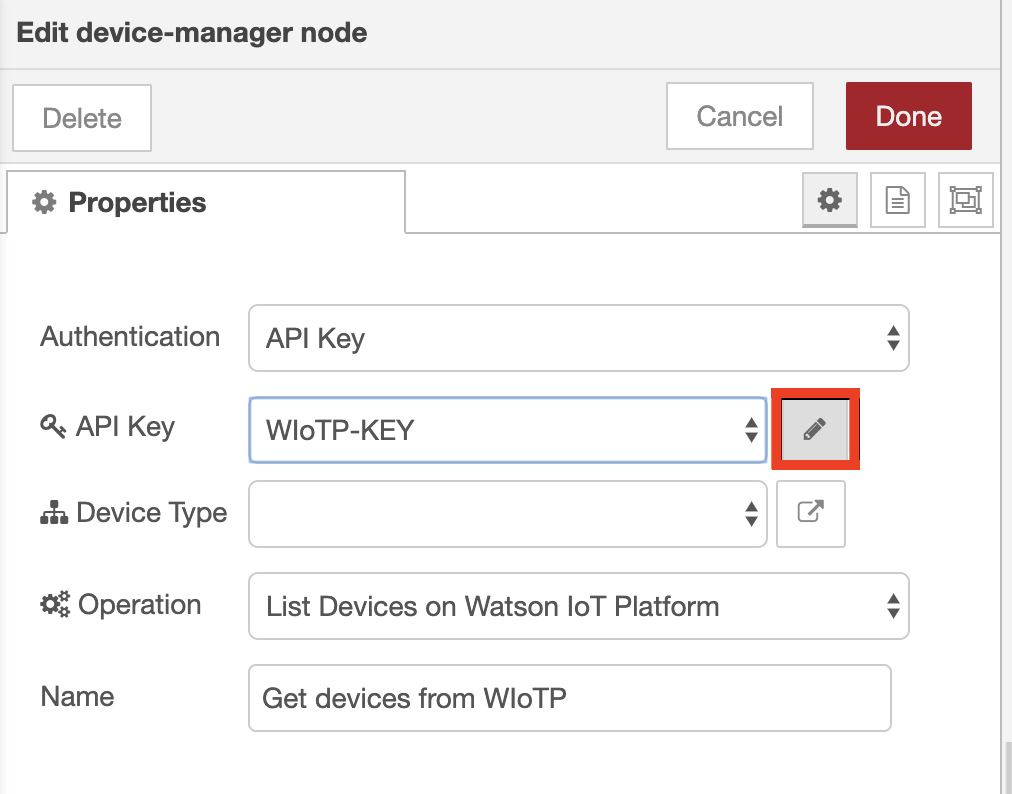 Edit device-manager node
Delete
Cancel
Done
Properties
Authentication
API Key
API Key
WIoTP-KEY
Device Type
Operation
List Devices on Watson IoT Platform
Name
Get devices from WIoTP